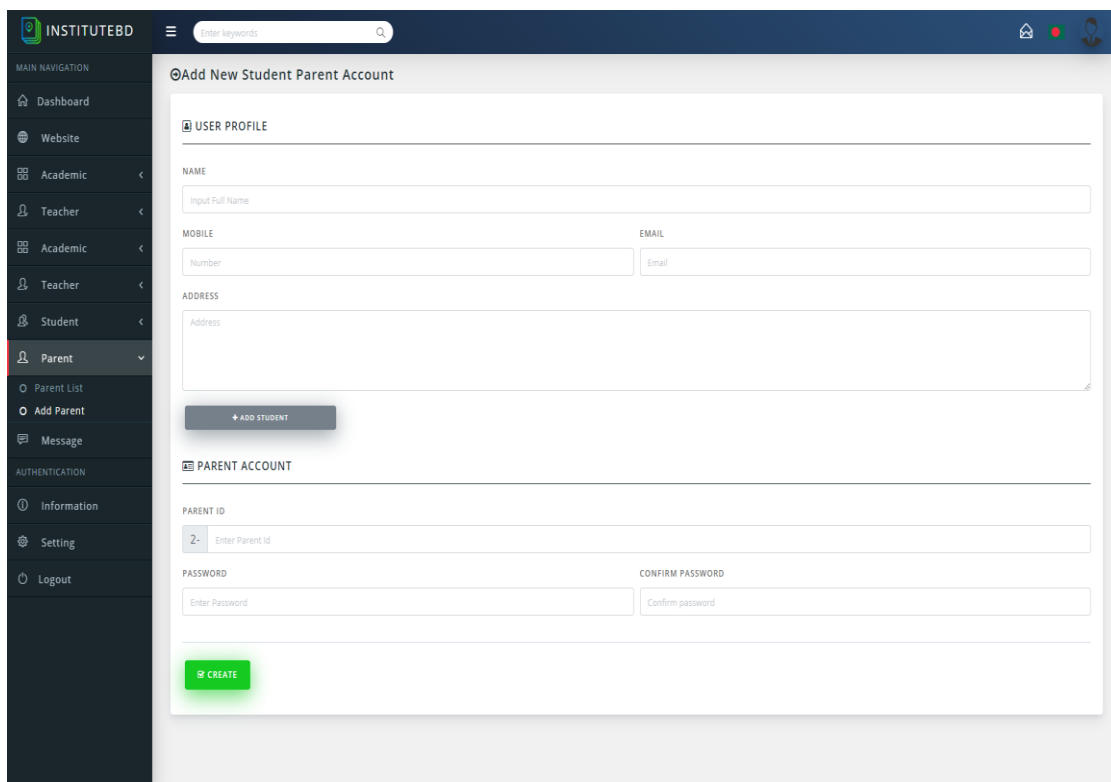 INSTITUTEBD
Enter keywords
MAIN NAVIGATION
Dashboard
Website
Academic
Teacher
Academic
Teacher
Student
Parent
Parent List
Add Parent
Message
AUTHENTICATION
Information
Setting
Logout
Add New Student Parent Account
USER PROFILE
NAME
Input Full Name
MOBILE
EMAIL
Number
Email
ADDRESS
Address
+ ADD STUDENT
PARENT ACCOUNT
PARENT ID
2- Enter Parent Id
PASSWORD
CONFIRM PASSWORD
Enter Password
Confirm password
CREATE